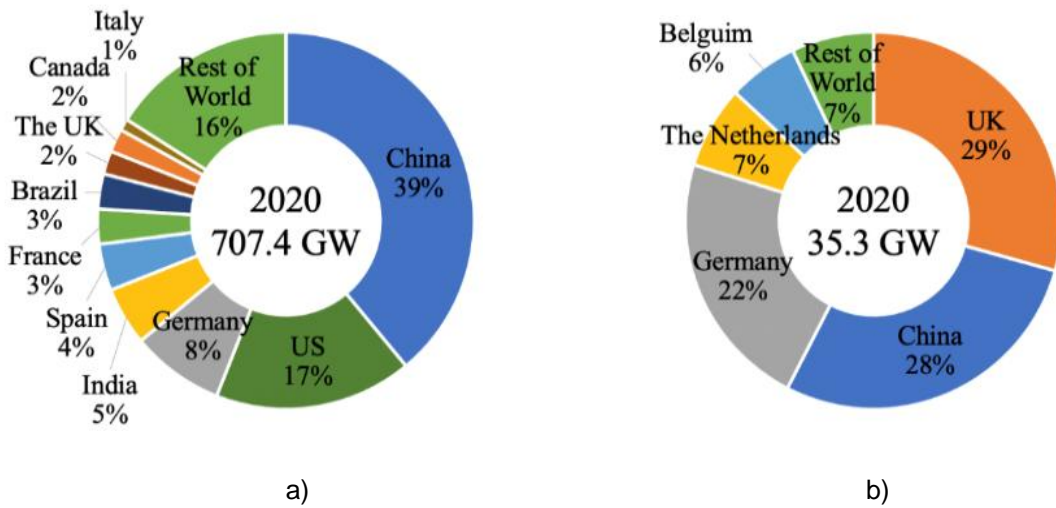 Italy
1%
Canada
2%
The UK
2%
Brazil
3%
France
3%
Spain
4%
India
5%
Germany
8%
US
17%
China
39%
Rest of
World
16%
2020
707.4 GW
a)
Belguim
6%
Rest of
World
7%
The Netherlands
7%
Germany
22%
China
28%
UK
29%
2020
35.3 GW
b)